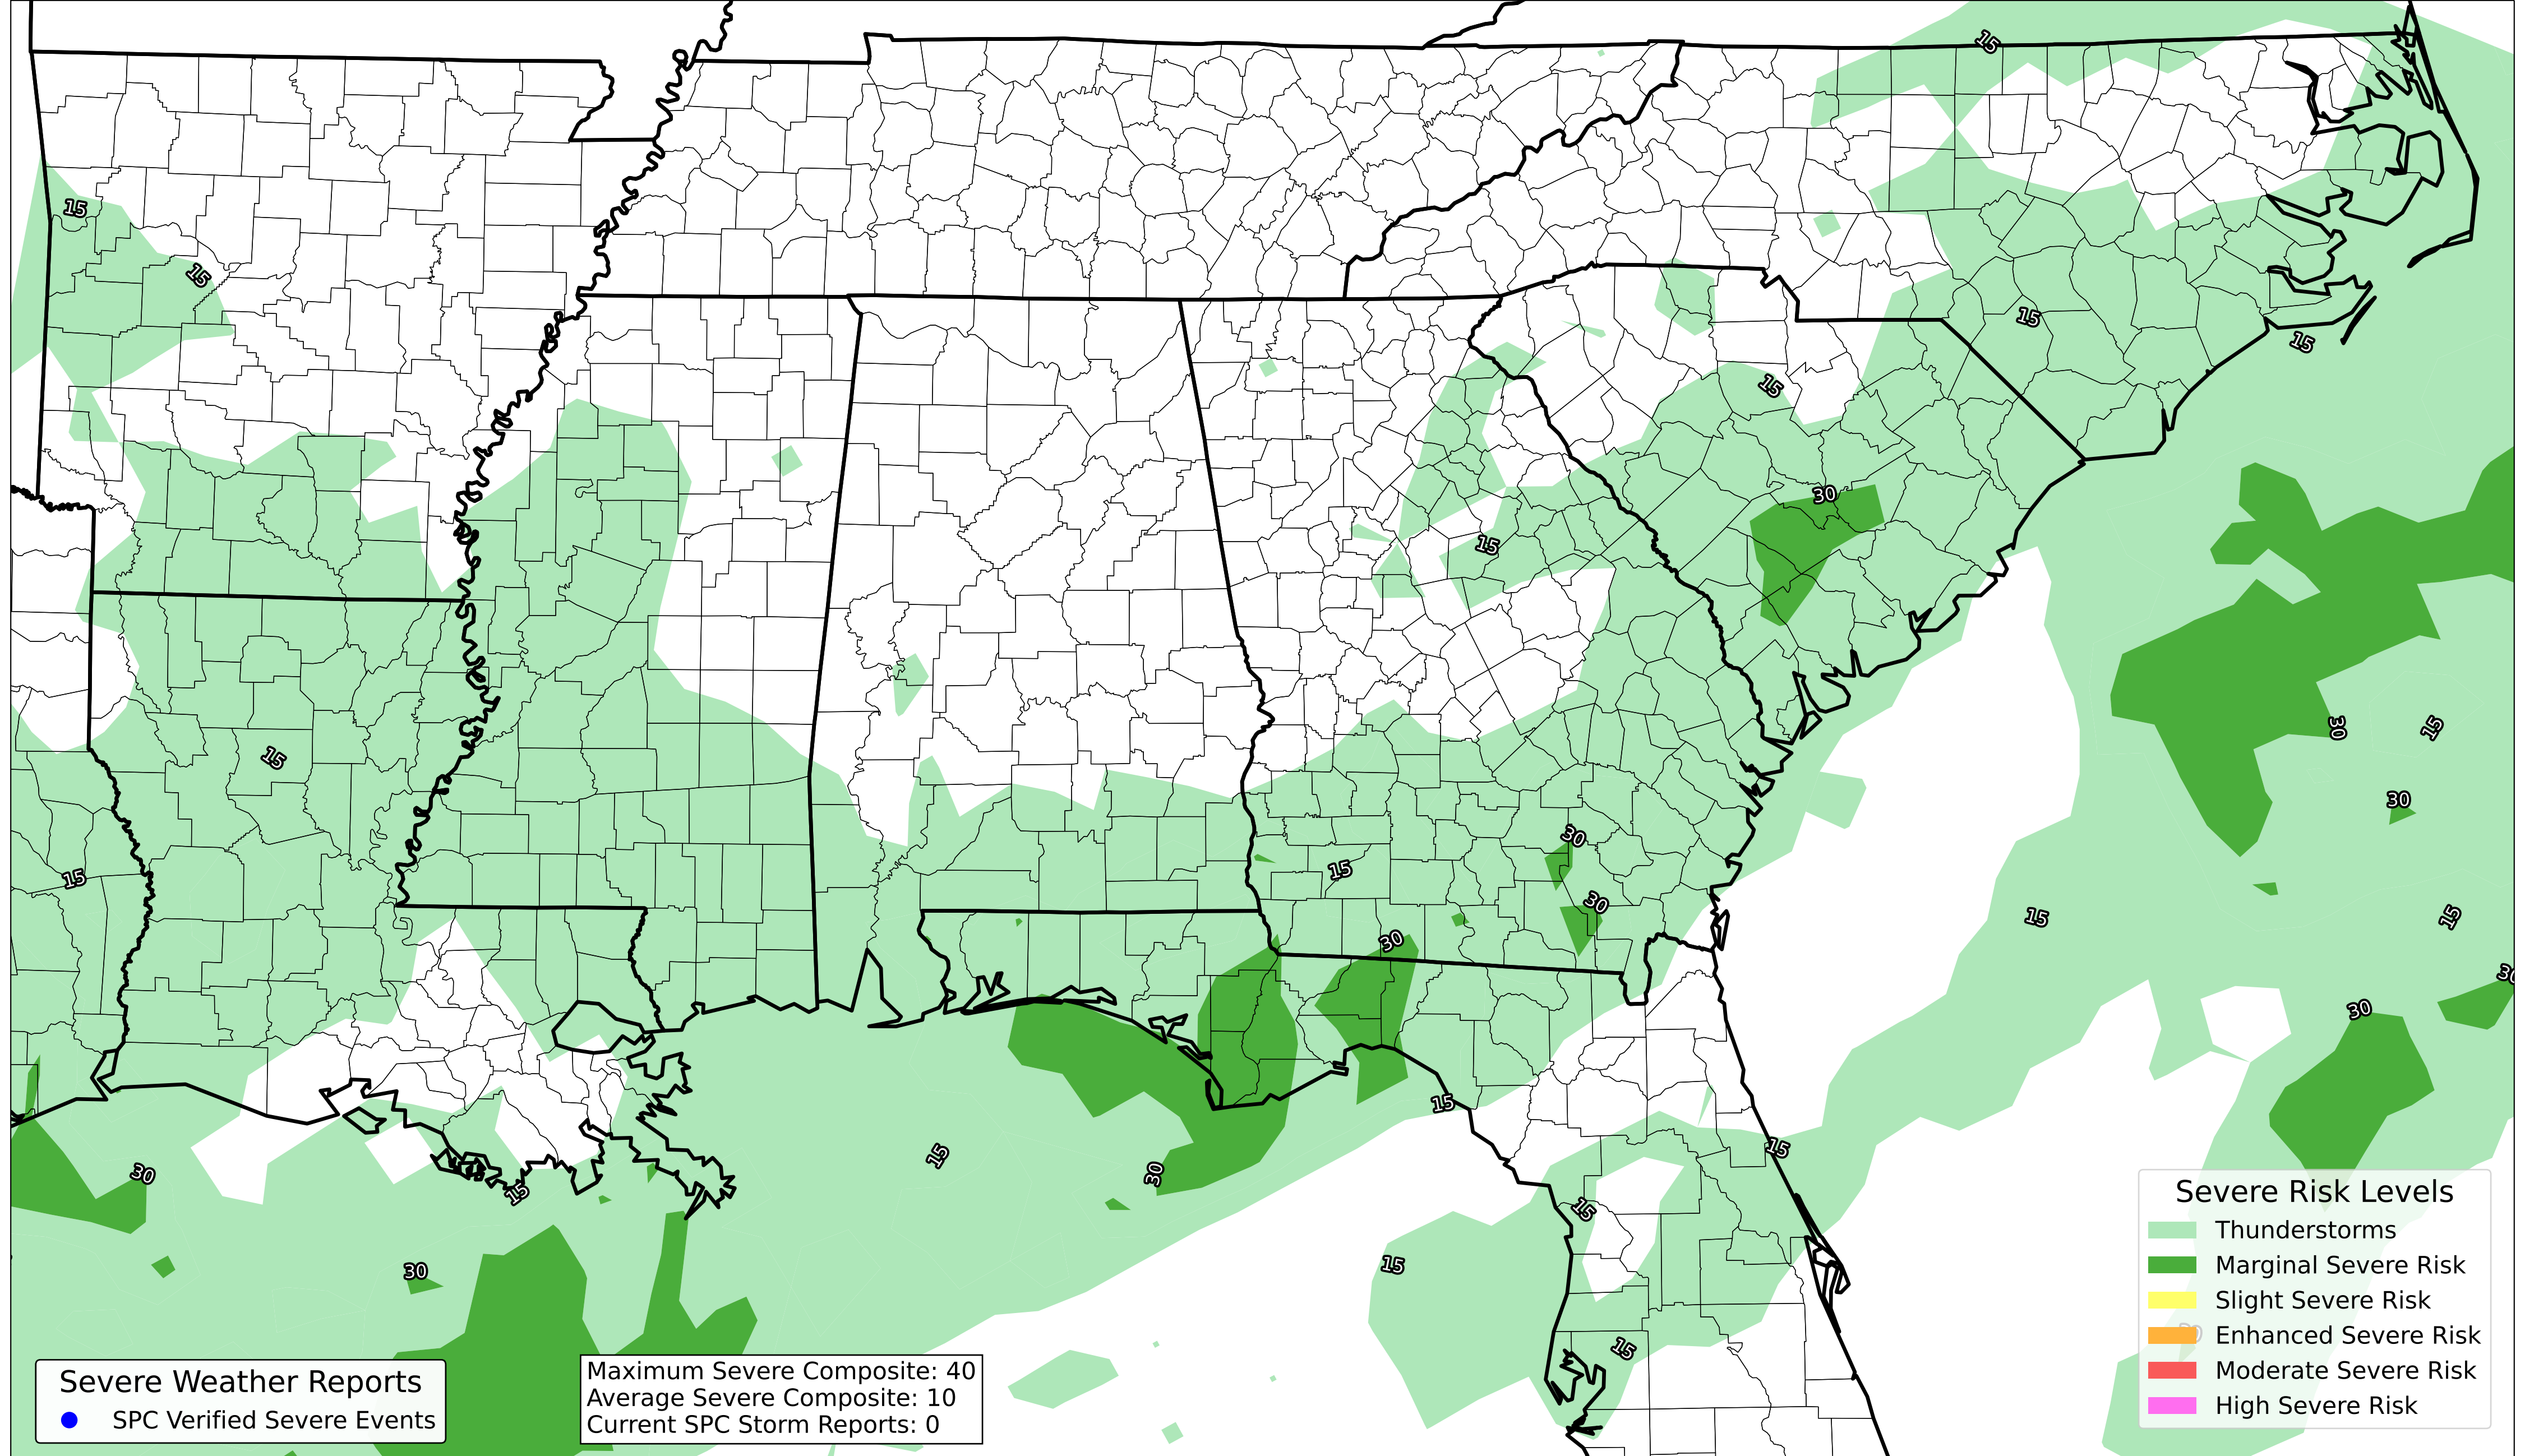 15
15
15
15
15
15
30
15
15
30
15
30
30
15
15
30
15
15
30
30
15
30
30
15
15
15
30
30
15
15
15
30
15
Severe Risk Levels
Thunderstorms
Marginal Severe Risk
Slight Severe Risk
Enhanced Severe Risk
Moderate Severe Risk
High Severe Risk
Severe Weather Reports
SPC Verified Severe Events
Maximum Severe Composite: 40
Average Severe Composite: 10
Current SPC Storm Reports: 0